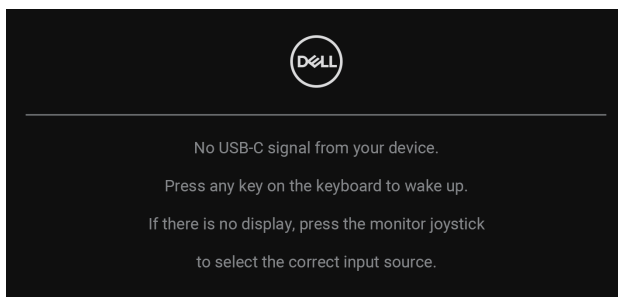 DELL
No USB-C signal from your device.
Press any key on the keyboard to wake up.
If there is no display, press the monitor joystick
to select the correct input source.